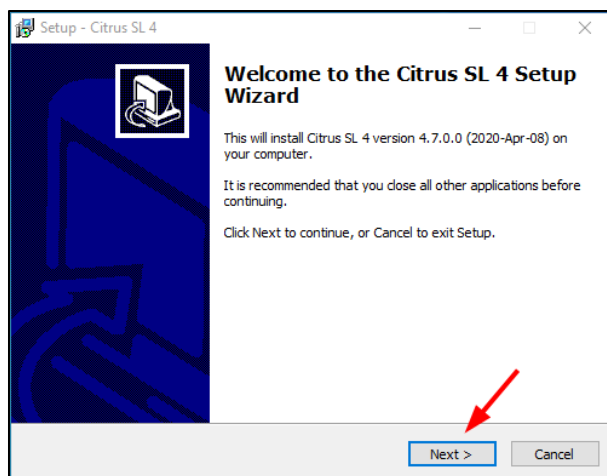 Setup - Citrus SL 4
Welcome to the Citrus SL 4 Setup
Wizard
This will install Citrus SL 4 version 4.7.0.0 (2020-Apr-08) on
your computer.
It is recommended that you close all other applications before
continuing.
Click Next to continue, or Cancel to exit Setup.
Next >
Cancel